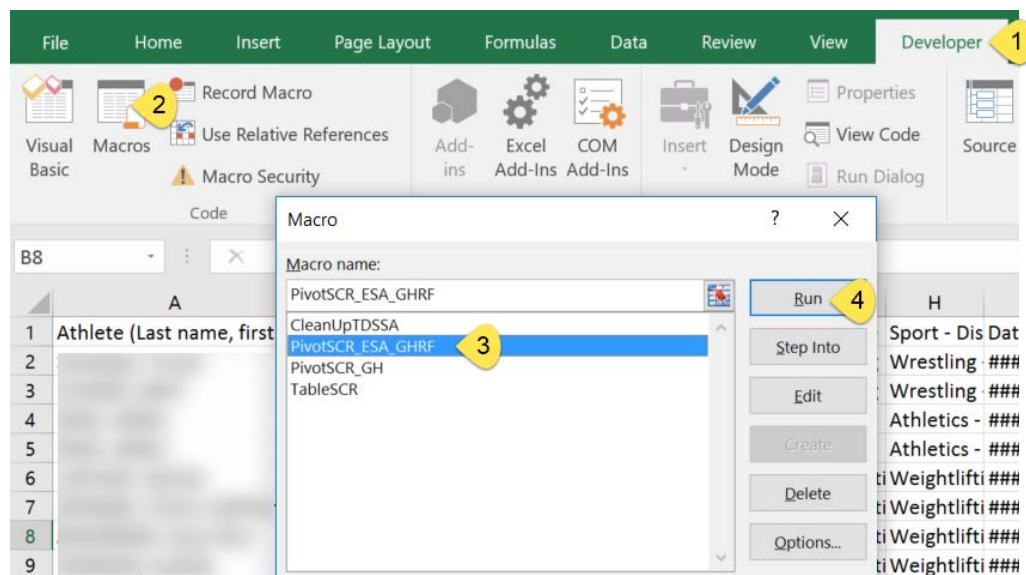 File Home Insert Page Layout Formulas Data Review View Developer 1
2 Record Macro Properties
Use Relative References View Code
Visual Basic Macros Add-ins Excel Add-Ins COM Add-Ins Insert Design Mode Source
Macro Security Run Dialog
Code
Macro ? ×
B8
Macro name:
PivotSCR_ESA_GHRF Run 4
A H
CleanUpTDSSA
PivotSCR_ESA_GHRF 3 Step Into
PivotSCR_GH
TableSCR Edit
Create
Delete
Options...
1 Athlete (Last name, first Sport - Dis Dat
2 Wrestling ###
3 Wrestling ###
4 Athletics - ###
5 Athletics - ###
6 ti Weightlifti ###
7 ti Weightlifti ###
8 ti Weightlifti ###
9 ti Weightlifti ###